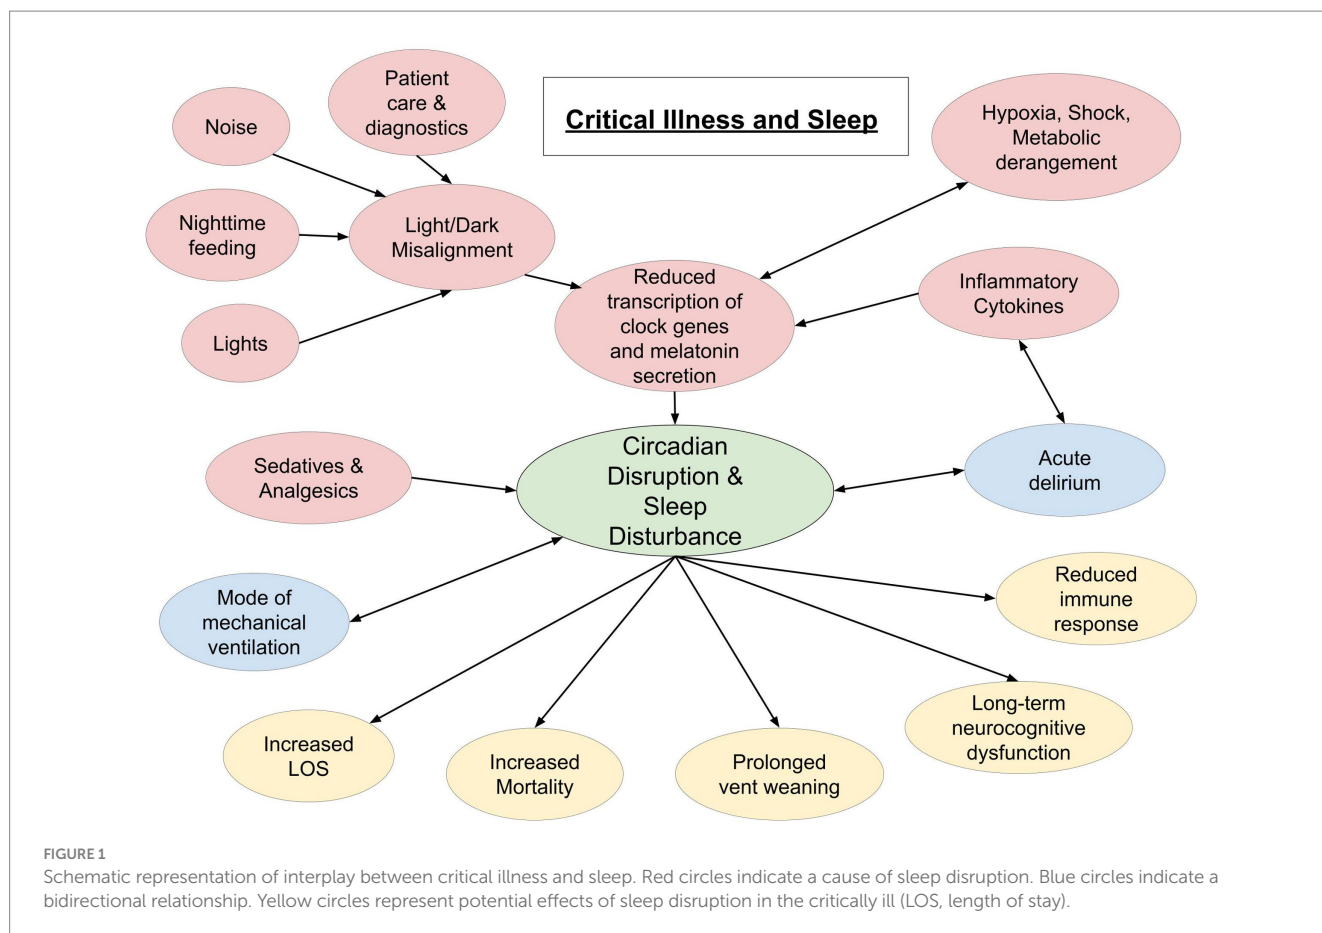 Critical Illness and Sleep
Patient
care &
diagnostics
Noise
Hypoxia, Shock,
Metabolic
derangement
Nighttime
feeding
Light/Dark
Misalignment
Lights
Reduced
transcription of
clock genes
and melatonin
secretion
Inflammatory
Cytokines
Sedatives &
Analgesics
Circadian
Disruption &
Sleep
Disturbance
Acute
delirium
Mode of
mechanical
ventilation
Reduced
immune
response
Increased
LOS
Increased
Mortality
Prolonged
vent weaning
Long-term
neurocognitive
dysfunction
FIGURE 1
Schematic representation of interplay between critical illness and sleep. Red circles indicate a cause of sleep disruption. Blue circles indicate a
bidirectional relationship. Yellow circles represent potential effects of sleep disruption in the critically ill (LOS, length of stay).